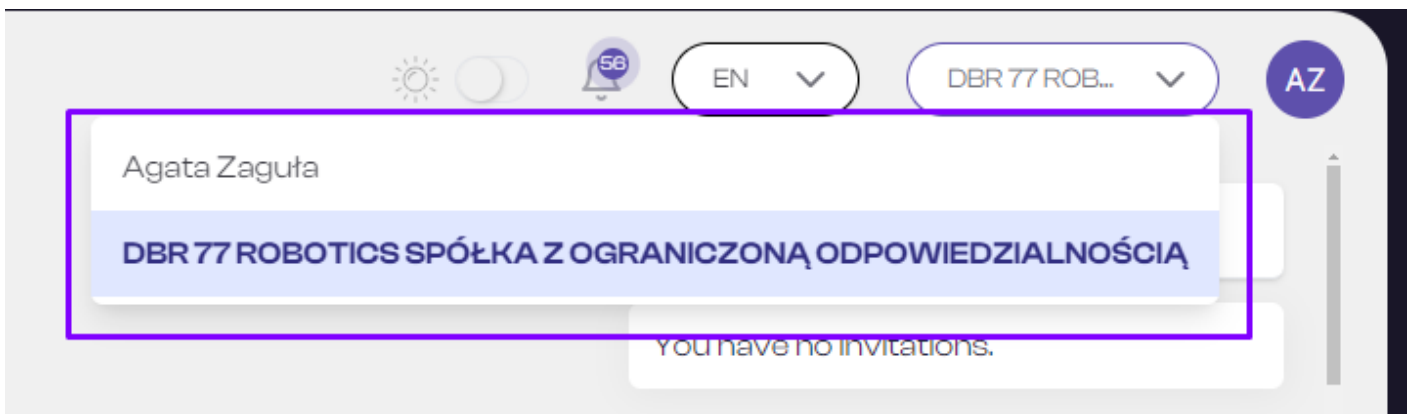 56
EN
DBR 77 ROB...
AZ
Agata Zaguła
DBR 77 ROBOTICS SPÓŁKA Z OGRANICZONĄ ODPOWIEDZIALNOŚCIĄ
You have no invitations.